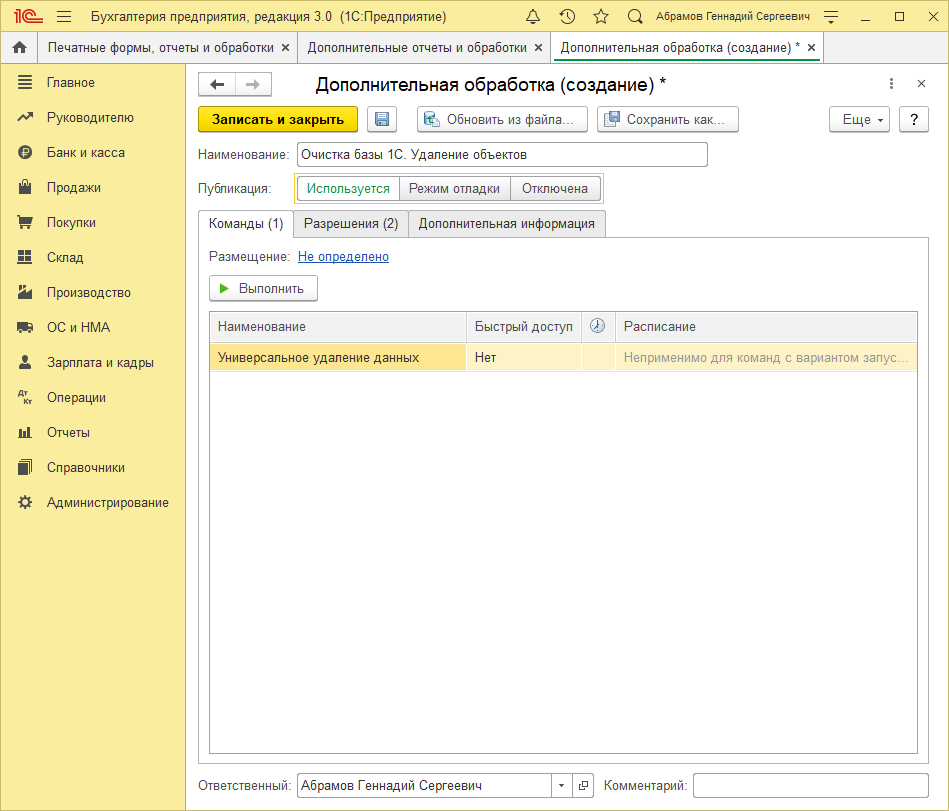 1С Бухгалтерия предприятия, редакция 3.0 (1С:Предприятие) Абрамов Геннадий Сергеевич
Печатные формы, отчеты и обработки Дополнительные отчеты и обработки Дополнительная обработка (создание) *
Главное
Руководителю
Банк и касса
Продажи
Покупки
Склад
Производство
ОС и НМА
Зарплата и кадры
Дт Кт Операции
Отчеты
Справочники
Администрирование
Дополнительная обработка (создание) *
Записать и закрыть Обновить из файла... Сохранить как... Еще ?
Наименование: Очистка базы 1С. Удаление объектов
Публикация: Используется Режим отладки Отключена
Команды (1) Разрешения (2) Дополнительная информация
Размещение: Не определено
Выполнить
Наименование Быстрый доступ Расписание
Универсальное удаление данных Нет Неприменимо для команд с вариантом запус...
Ответственный: Абрамов Геннадий Сергеевич Комментарий: